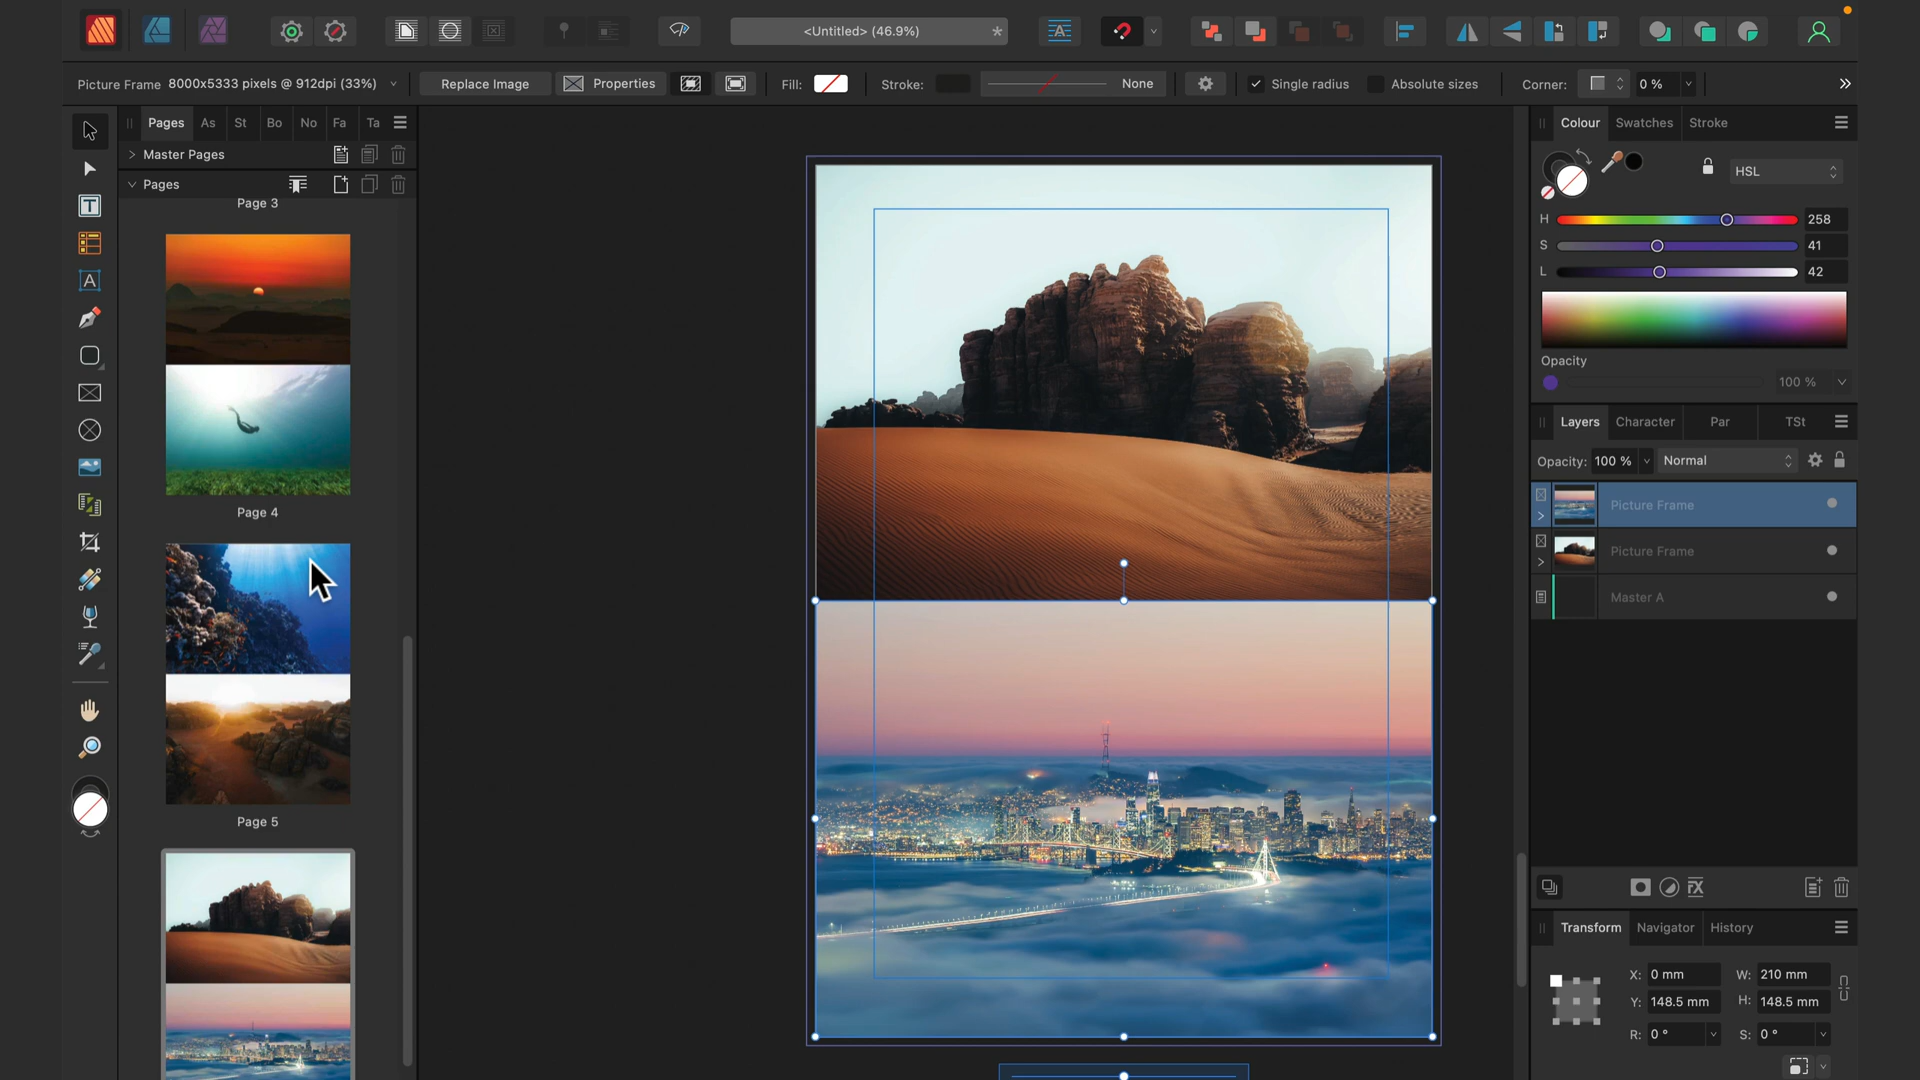 <Untitled> (46.9%)
*
Picture Frame 8000x5333 pixels @ 912dpi (33%)
Replace Image
Properties
Fill:
Stroke:
None
Single radius
Absolute sizes
Corner:
0 %
Pages As St Bo No Fa Ta
Master Pages
Pages
Page 3
Page 4
Page 5
Colour Swatches Stroke
HSL
H 258
S 41
L 42
Opacity
100 %
Layers Character Par TSt
Opacity: 100 % Normal
Picture Frame
Picture Frame
Master A
Transform Navigator History
X: 0 mm W: 210 mm
Y: 148.5 mm H: 148.5 mm
R: 0 ° S: 0 °